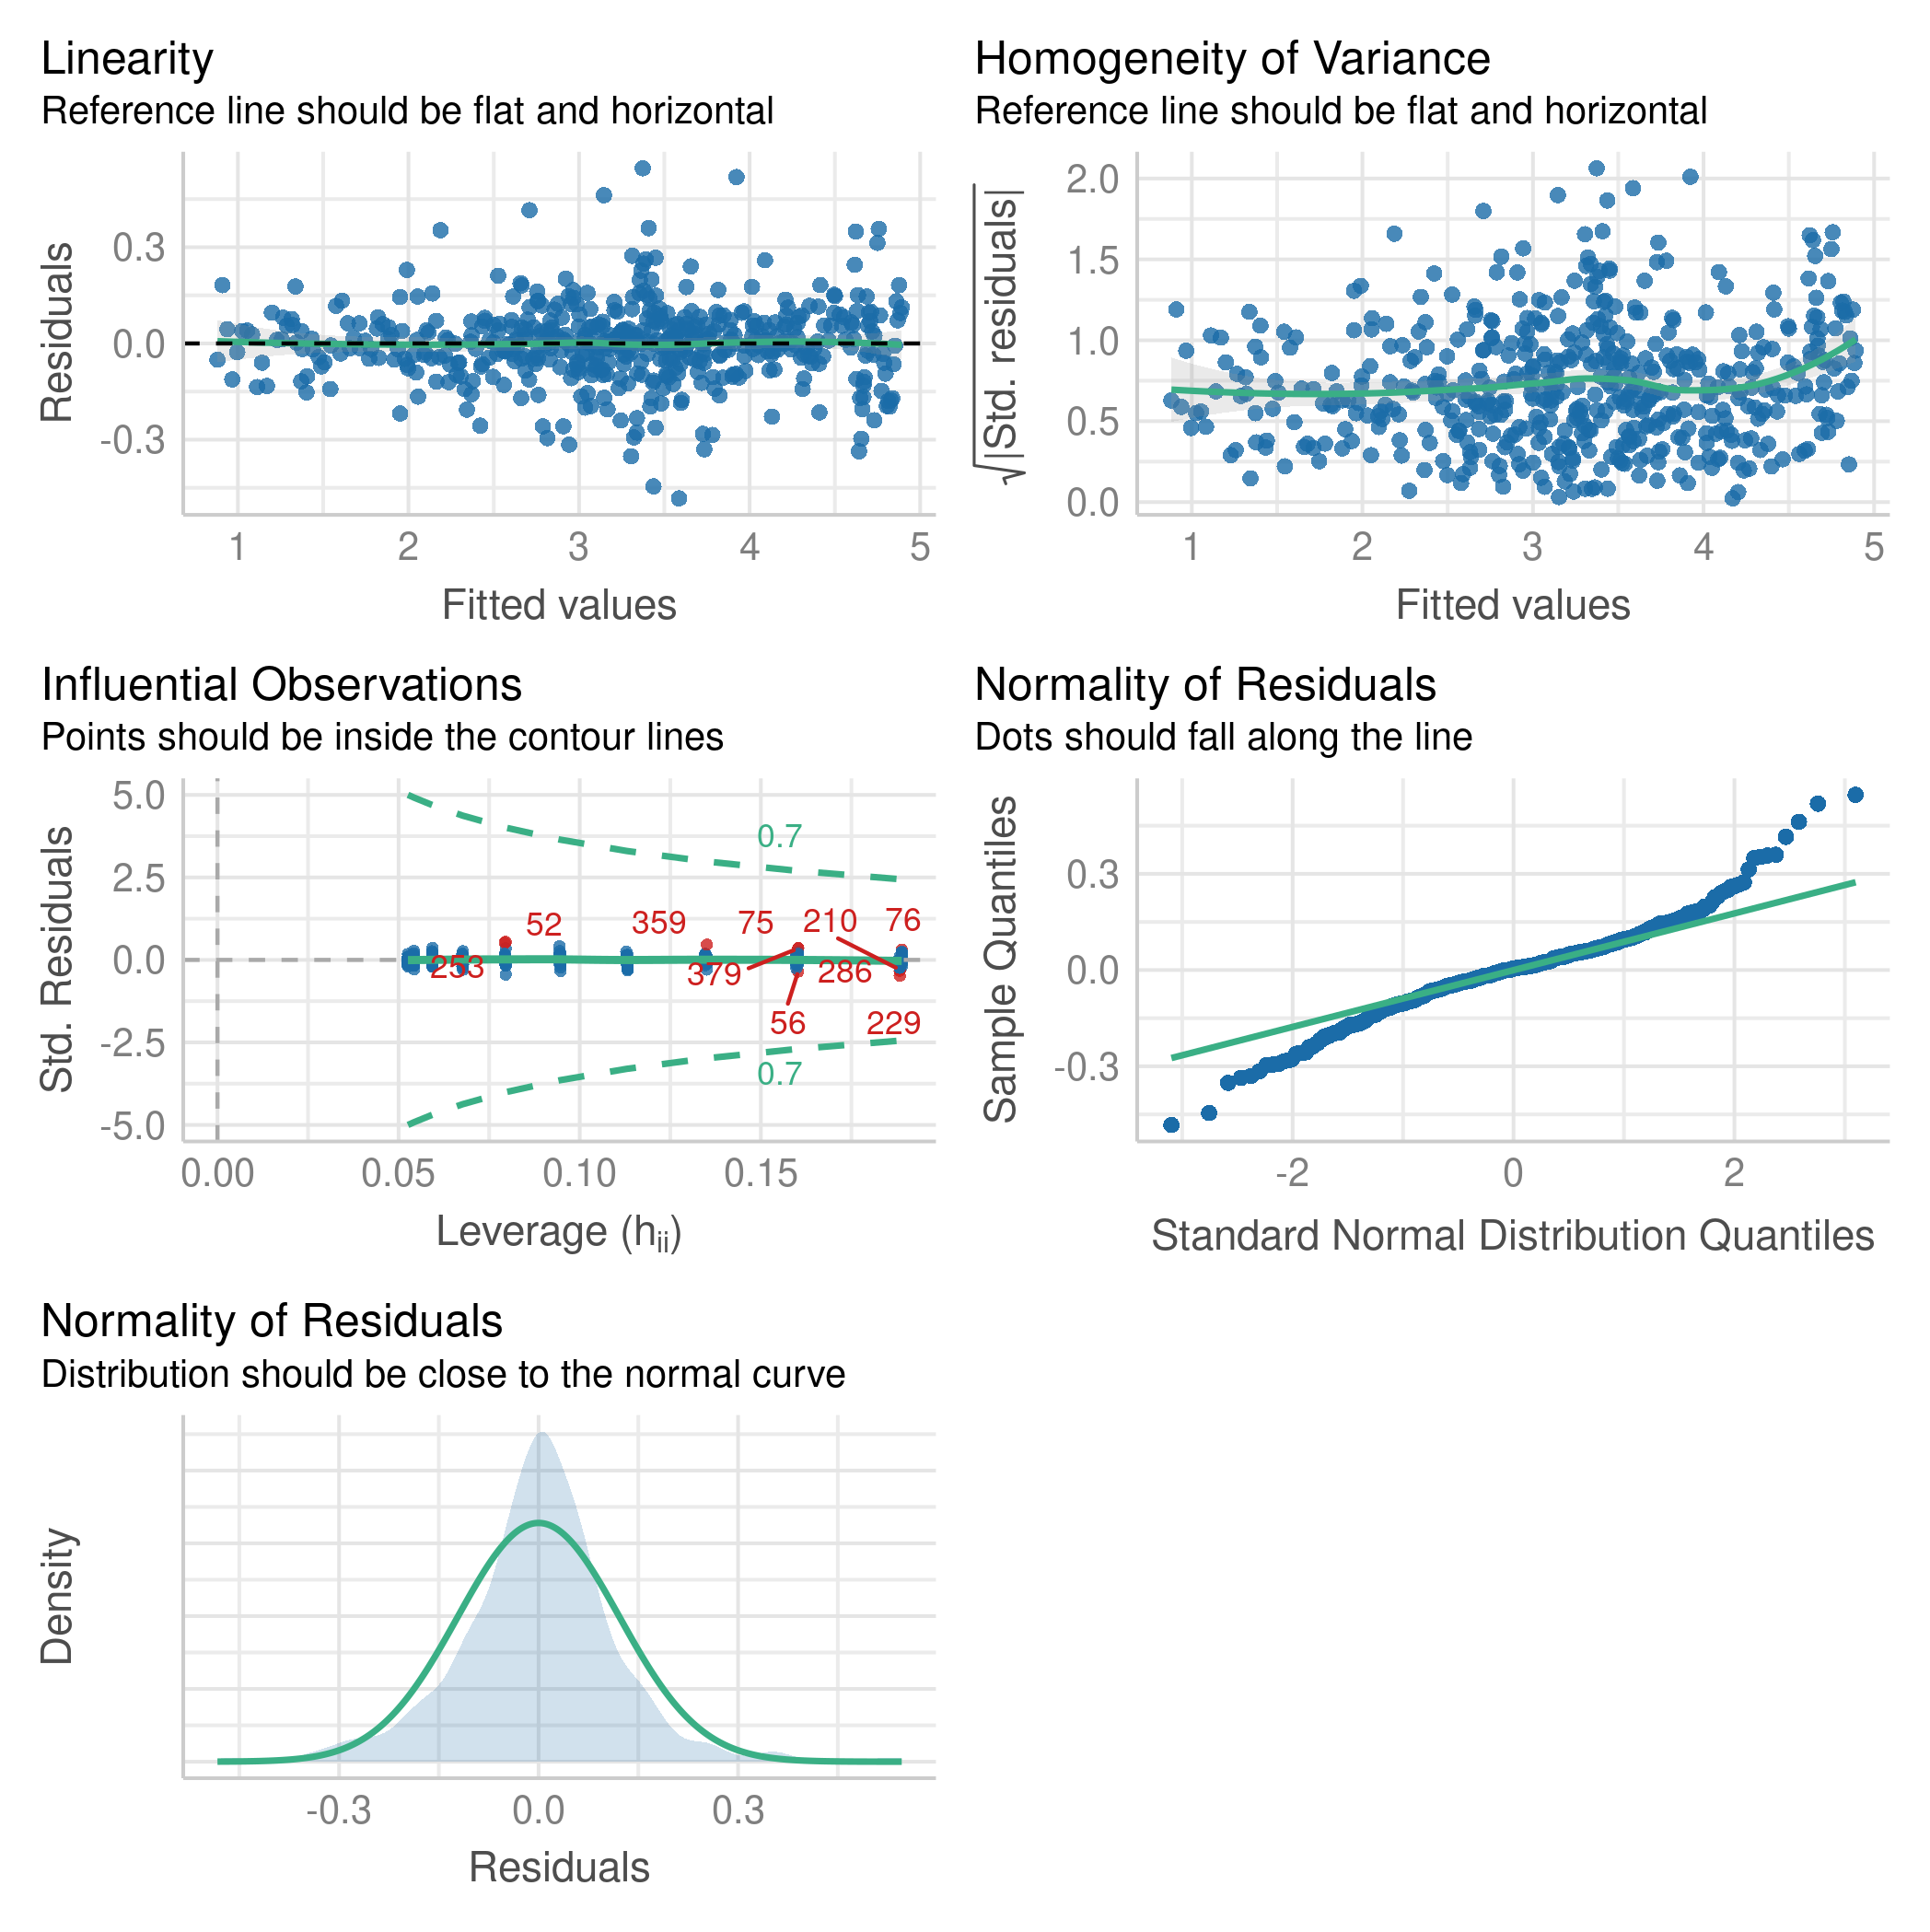 Linearity
Reference line should be flat and horizontal
Residuals
0.3
0.0
-0.3
1 2 3 4 5
Fitted values
Homogeneity of Variance
Reference line should be flat and horizontal
√|Std. residuals|
2.0
1.5
1.0
0.5
0.0
1 2 3 4 5
Fitted values
Influential Observations
Points should be inside the contour lines
Std. Residuals
5.0
2.5
0.0
-2.5
-5.0
0.7
52 359 75 210 76
253 379 286
56 229
0.7
0.00 0.05 0.10 0.15
Leverage (hii)
Normality of Residuals
Dots should fall along the line
Sample Quantiles
0.3
0.0
-0.3
-2 0 2
Standard Normal Distribution Quantiles
Normality of Residuals
Distribution should be close to the normal curve
Density
-0.3 0.0 0.3
Residuals